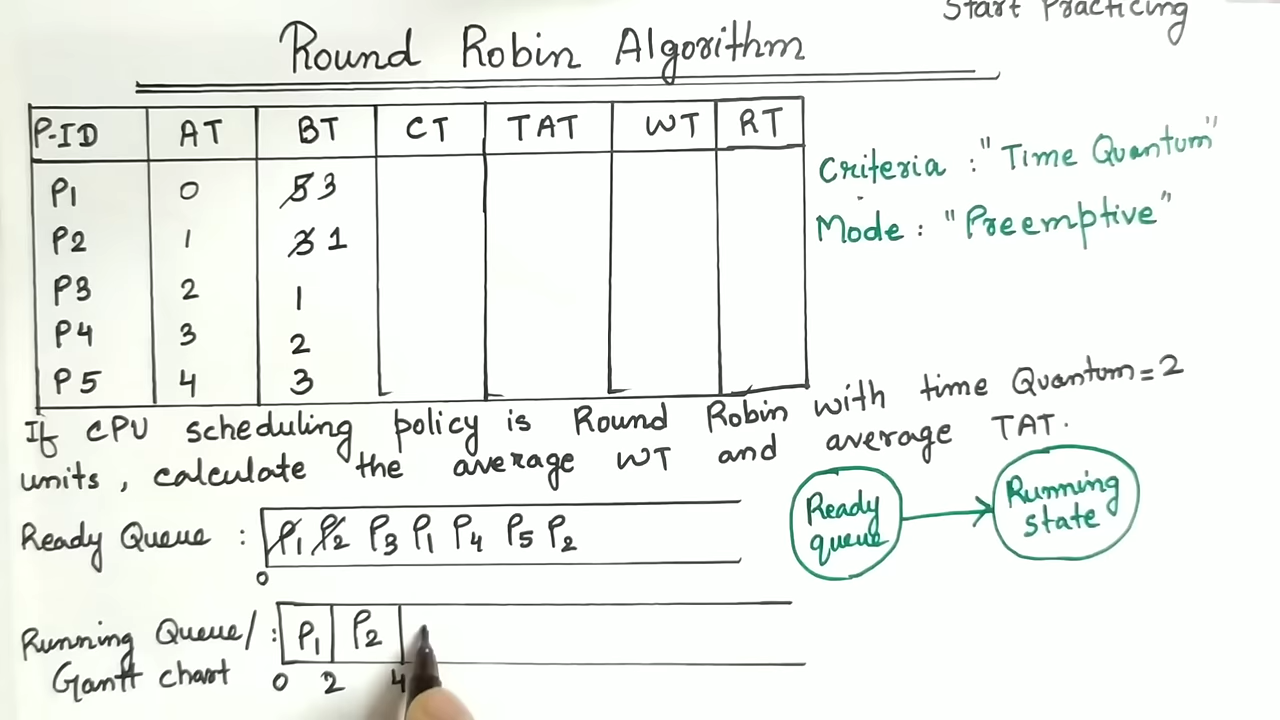 Start Practicing
Round Robin Algorithm
P-ID AT BT CT TAT WT RT
P1 0 5 3
P2 1 3 1
P3 2 1
P4 3 2
P5 4 3
Criteria : "Time Quantum"
Mode : "Preemptive"
If CPU scheduling policy is Round Robin with time Quantum=2
units, calculate the average WT and average TAT.
Ready Queue : P1 P2 P3 P1 P4 P5 P2
0
Ready queue
Running state
Running Queue/ : P1 P2
Gantt chart 0 2 4